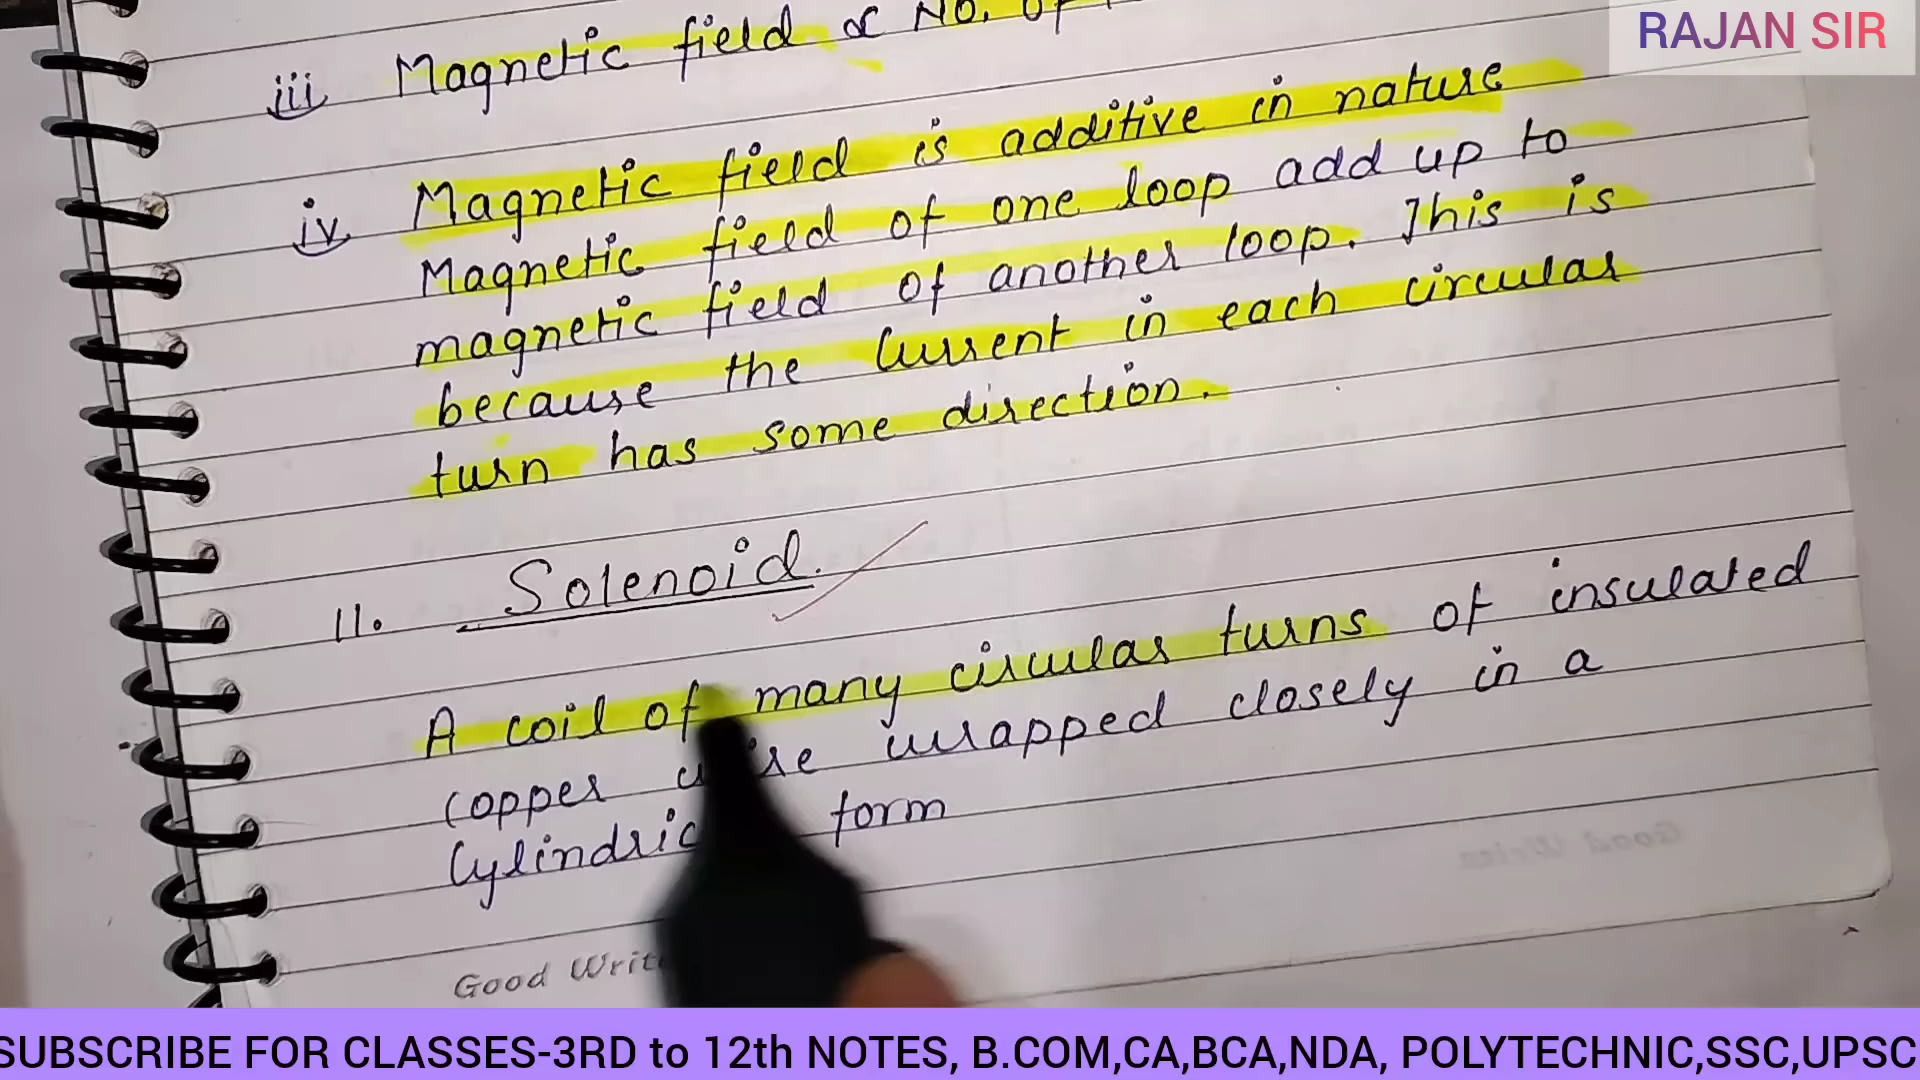 RAJAN SIR
iii Magnetic field ∝ No. of
iv Magnetic field is additive in nature
Magnetic field of one loop add up to
magnetic field of another loop. This is
because the current in each circular
turn has some direction.
11. Solenoid.
A coil of many circular turns of insulated
copper wire wrapped closely in a
Cylindric form
Good Writ
SUBSCRIBE FOR CLASSES-3RD to 12th NOTES, B.COM,CA,BCA,NDA, POLYTECHNIC,SSC,UPSC